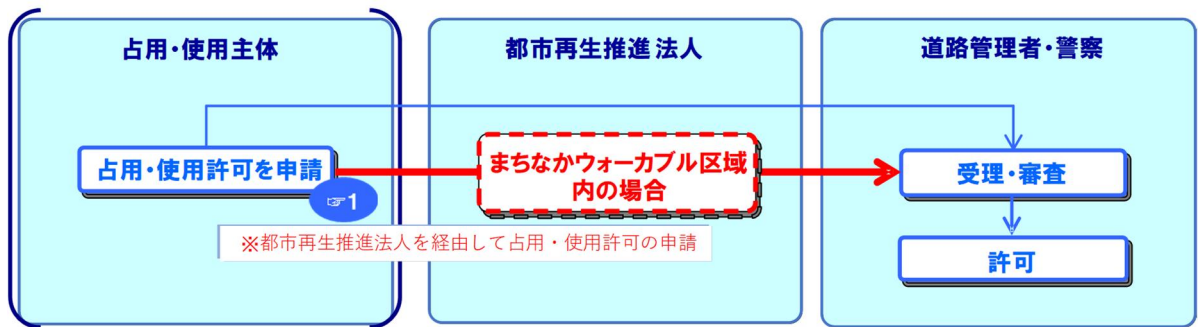 占用・使用主体
都市再生推進法人
道路管理者・警察
占用・使用許可を申請
☞1
まちなかウォーカブル区域
内の場合
受理・審査
※都市再生推進法人を経由して占用・使用許可の申請
許可